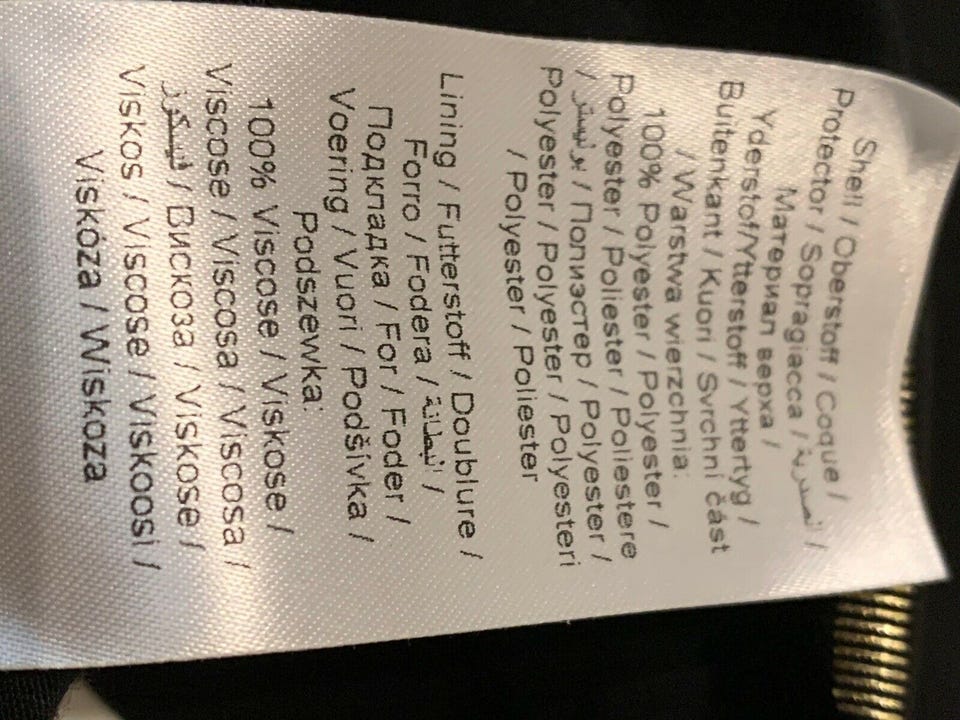 Shell / Oberstoff / Coque /
Protector / Sopragiacca / الصدرية /
Материал верха /
Yderstof/Ytterstoff / Yttertyg /
Buitenkant / Kuori / Svrchní část
/ Warstwa wierzchnia:
100% Polyester / Polyester /
Polyester / Poliester / Poliestere
/ بوليستر / Полиэстер / Polyester /
Polyester / Polyester / Polyesteri
/ Polyester / Poliester
Lining / Futterstoff / Doublure /
Forro / Fodera / البطانة /
Подкладка / For / Foder /
Voering / Vuori / Podšívka /
Podszewka:
100% Viscose / Viskose /
Viscose / Viscosa / Viscosa /
فيسكوز / Вискоза / Viskose /
Viskos / Viscose / Viskoosi /
Viskóza / Wiskoza